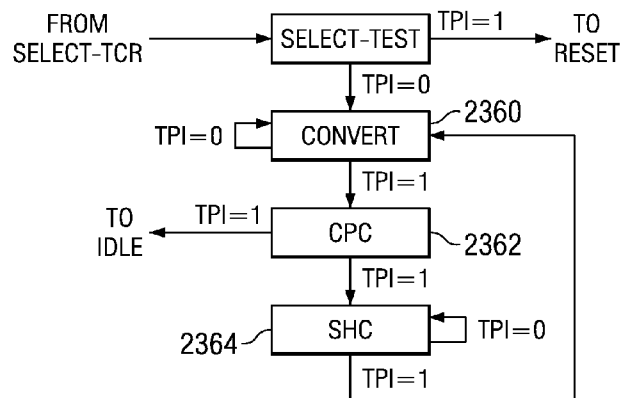 FROM
SELECT-TCR
SELECT-TEST
TPI=1
TO
RESET
TPI=0
2360
TPI=0
CONVERT
TPI=1
TO
IDLE
TPI=1
CPC
2362
TPI=1
2364
SHC
TPI=0
TPI=1